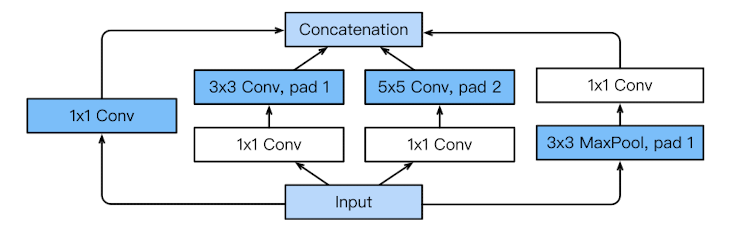 Concatenation
3x3 Conv, pad 1
5x5 Conv, pad 2
1x1 Conv
1x1 Conv
1x1 Conv
1x1 Conv
3x3 MaxPool, pad 1
Input